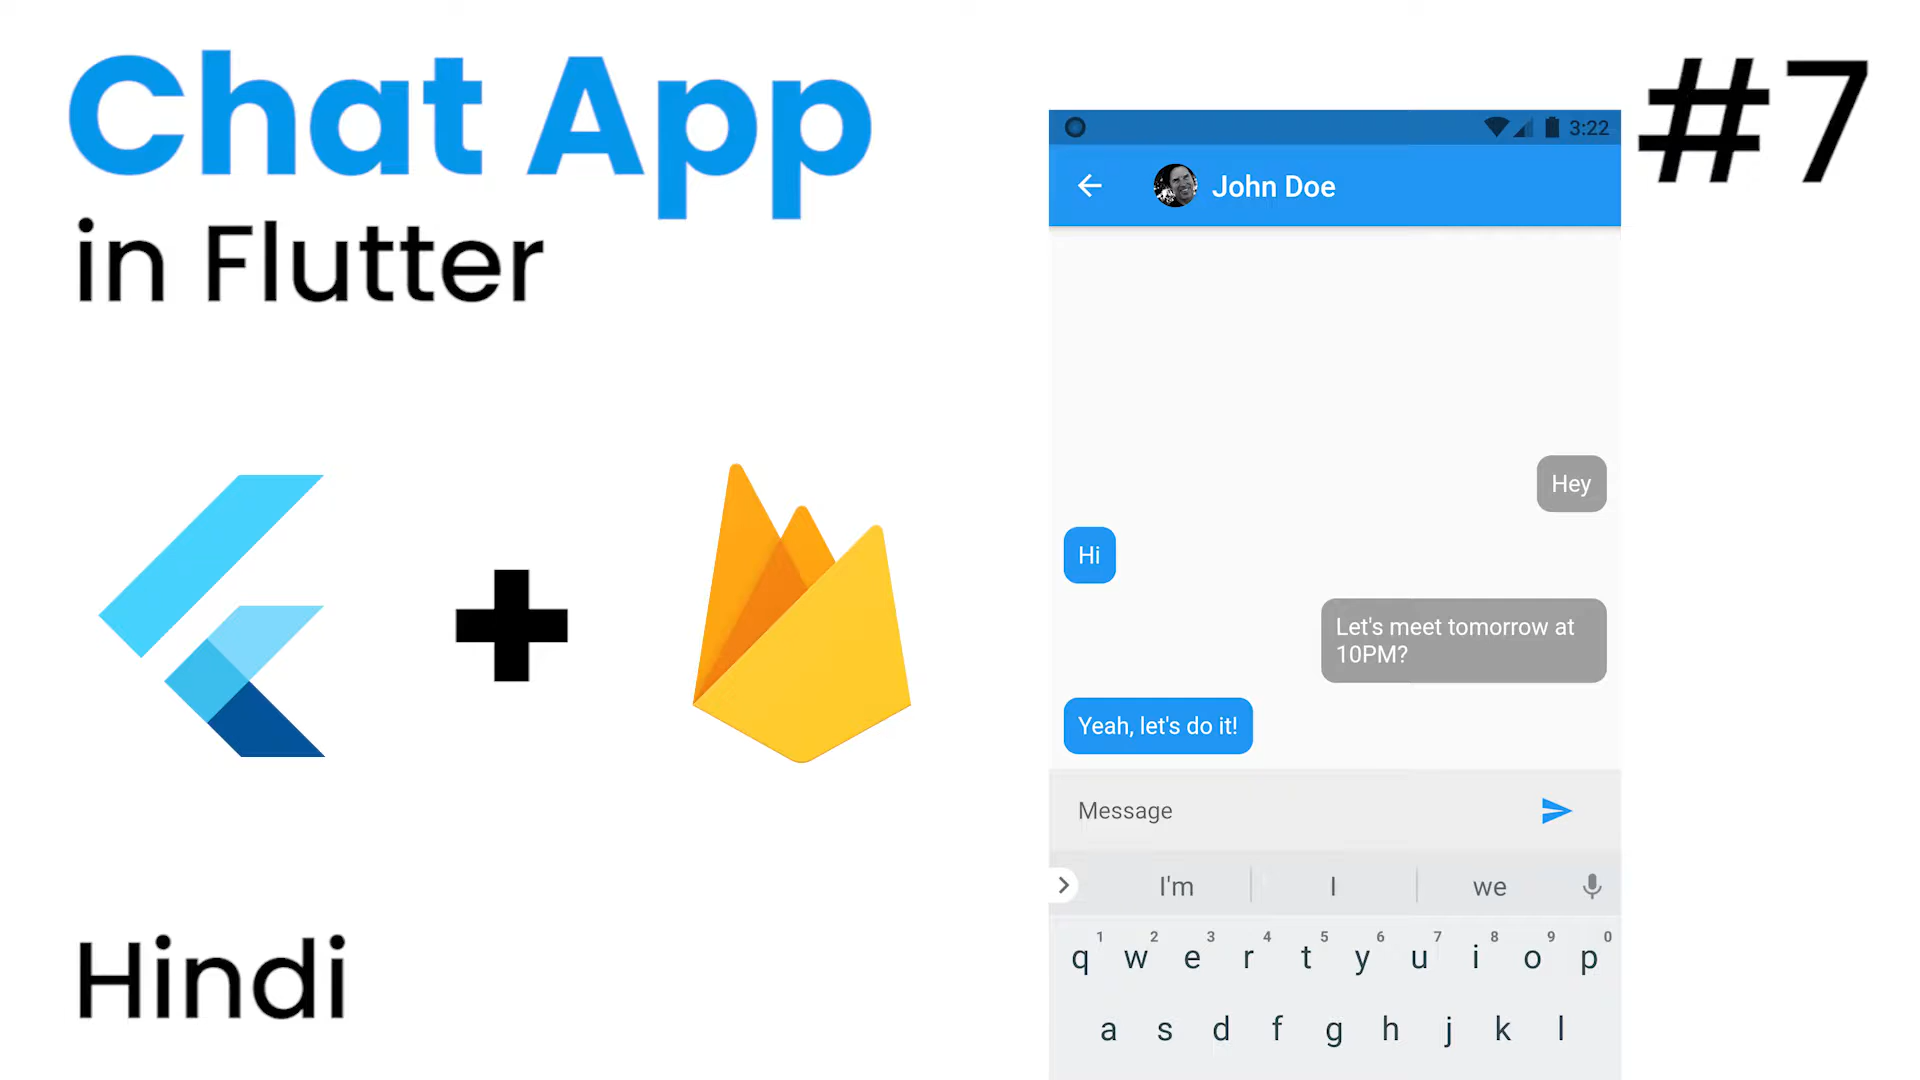 Chat App
in Flutter
Hindi
#7
3:22
John Doe
Hey
Hi
Let's meet tomorrow at
10PM?
Yeah, let's do it!
Message
I'm I we
1 2 3 4 5 6 7 8 9 0
q w e r t y u i o p
a s d f g h j k l